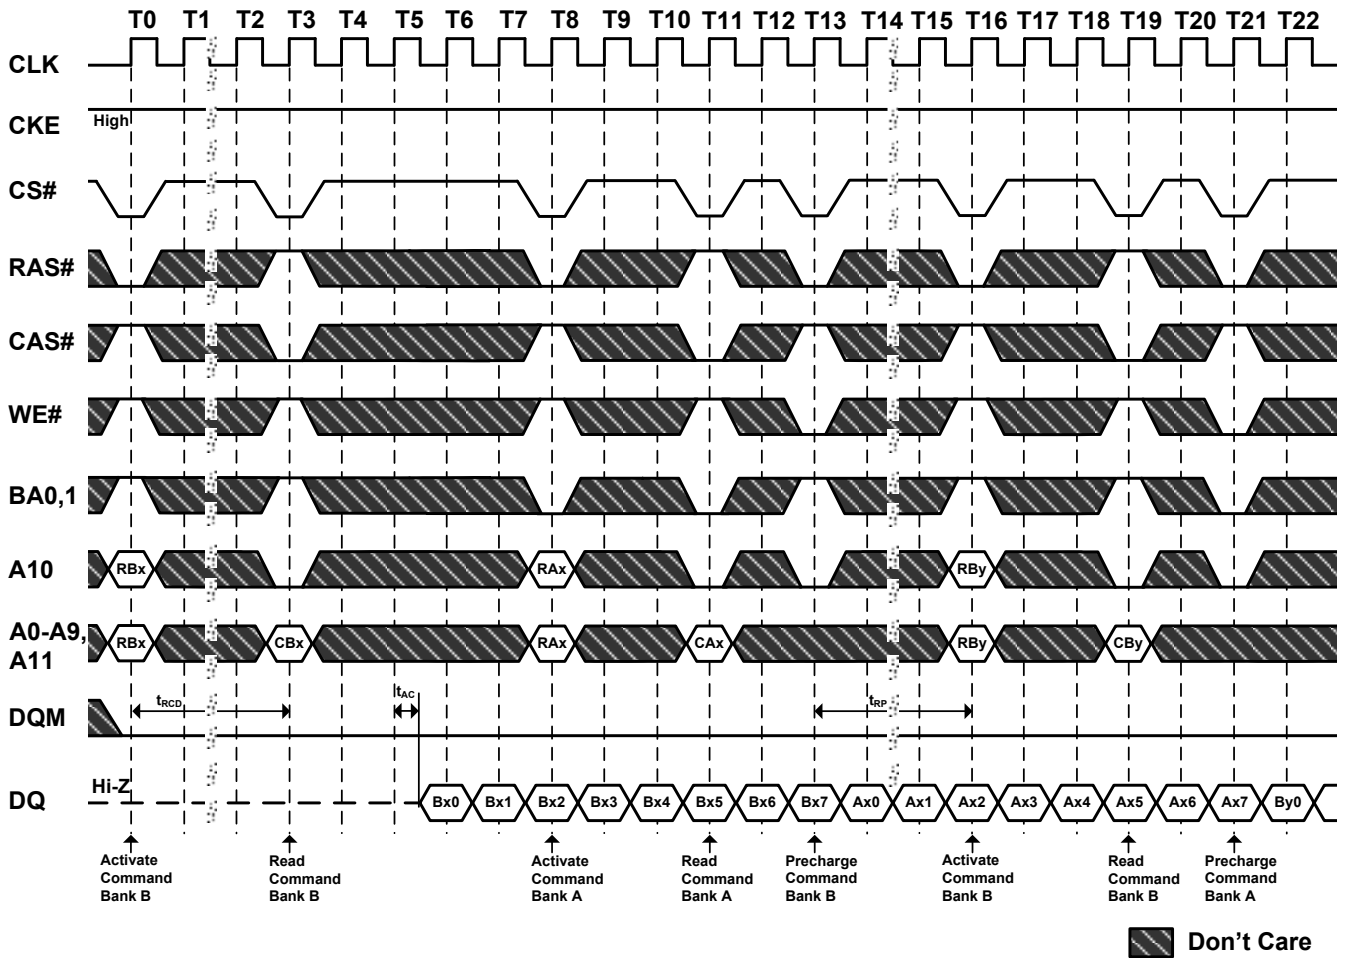 T0 T1 T2 T3 T4 T5 T6 T7 T8 T9 T10 T11 T12 T13 T14 T15 T16 T17 T18 T19 T20 T21 T22
CLK
CKE High
CS#
RAS#
CAS#
WE#
BA0,1
A10 RBx RAx RBy
A0-A9,
A11 RBx CBx RAx CAx RBy CBy
DQM tRCD tAC tRP
DQ Hi-Z Bx0 Bx1 Bx2 Bx3 Bx4 Bx5 Bx6 Bx7 Ax0 Ax1 Ax2 Ax3 Ax4 Ax5 Ax6 Ax7 By0
Activate
Command
Bank B
Read
Command
Bank B
Activate
Command
Bank A
Read
Command
Bank A
Precharge
Command
Bank B
Activate
Command
Bank B
Read
Command
Bank B
Precharge
Command
Bank A
Don't Care